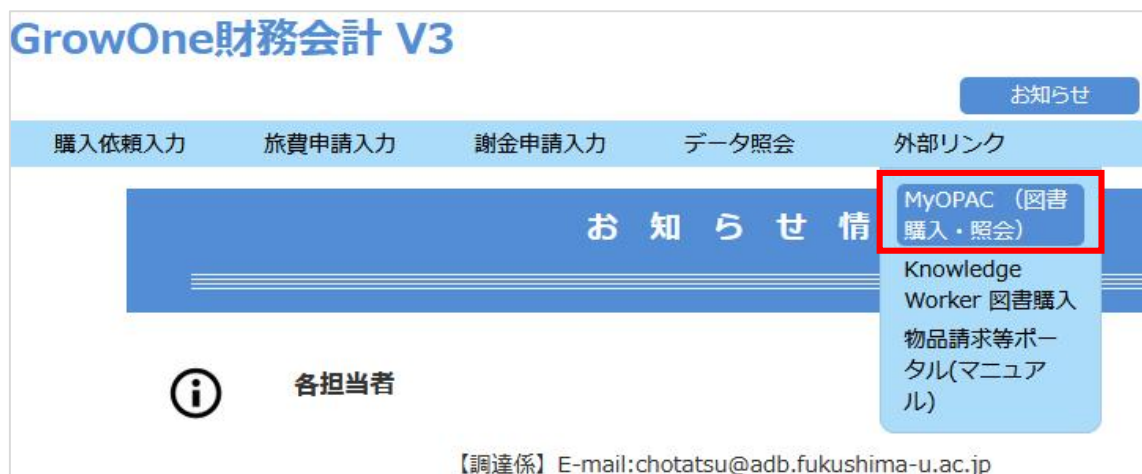 GrowOne財務会計 V3
お知らせ
購入依頼入力 旅費申請入力 謝金申請入力 データ照会 外部リンク
お 知 ら せ 情
MyOPAC （図書
購入・照会）
Knowledge
Worker 図書購入
物品請求等ポー
タル(マニュア
ル)
各担当者
【調達係】E-mail:chotatsu@adb.fukushima-u.ac.jp